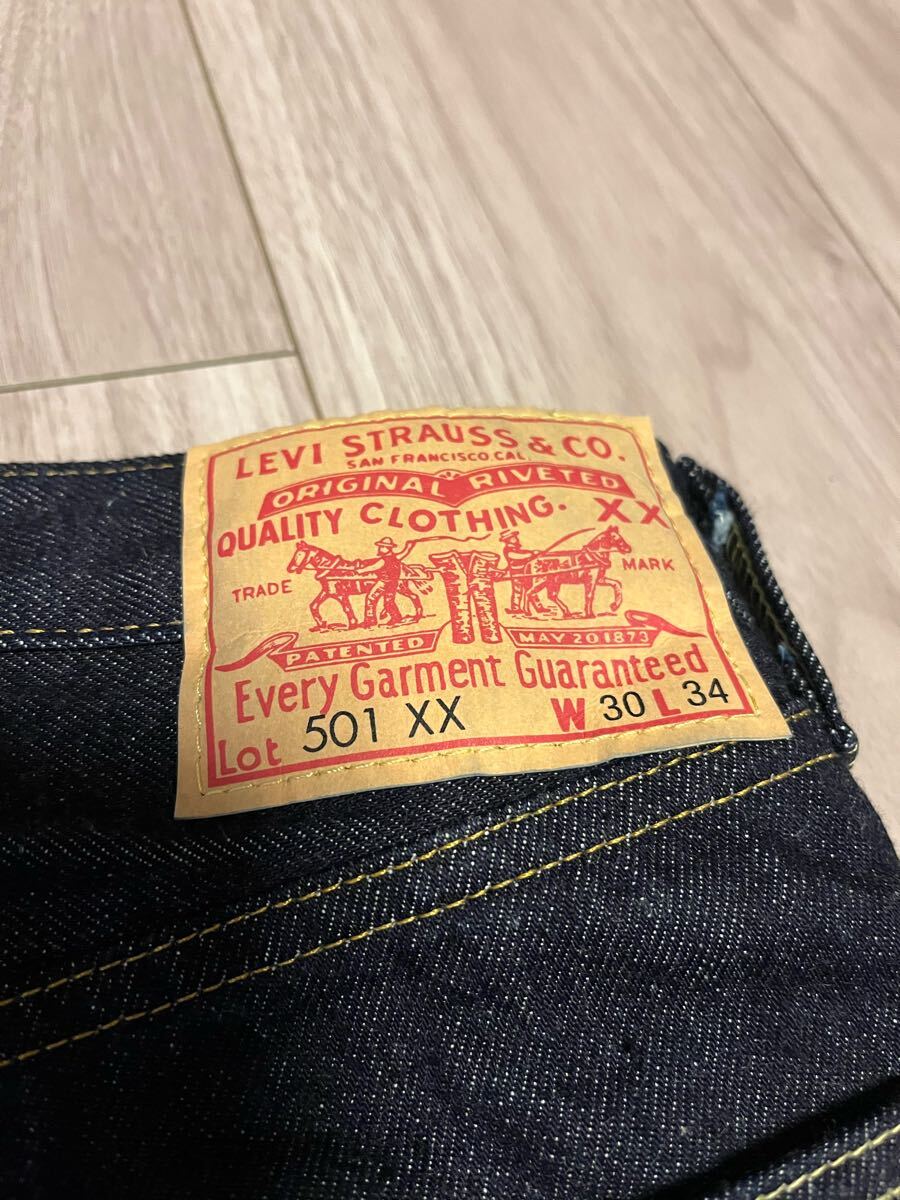 LEVI STRAUSS & CO.
SAN FRANCISCO.CAL.
ORIGINAL RIVETED
QUALITY CLOTHING. XX
TRADE MARK
PATENTED MAY 20 1873
Every Garment Guaranteed
Lot 501 XX W 30 L 34